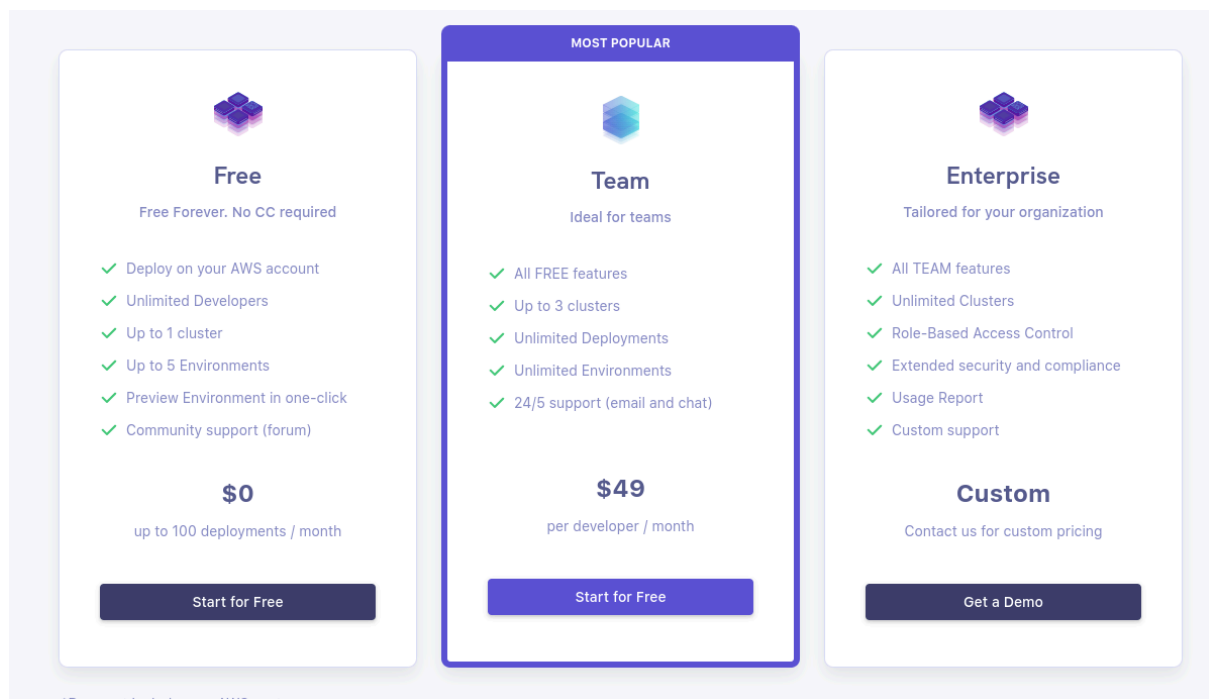 MOST POPULAR
Free
Free Forever. No CC required
Deploy on your AWS account
Unlimited Developers
Up to 1 cluster
Up to 5 Environments
Preview Environment in one-click
Community support (forum)
$0
up to 100 deployments / month
Start for Free
Team
Ideal for teams
All FREE features
Up to 3 clusters
Unlimited Deployments
Unlimited Environments
24/5 support (email and chat)
$49
per developer / month
Start for Free
Enterprise
Tailored for your organization
All TEAM features
Unlimited Clusters
Role-Based Access Control
Extended security and compliance
Usage Report
Custom support
Custom
Contact us for custom pricing
Get a Demo